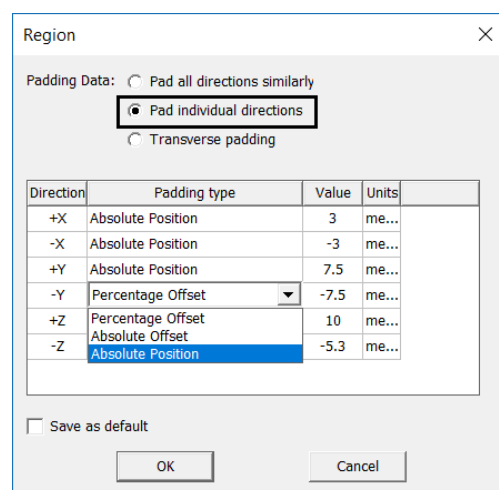 Region
Padding Data: Pad all directions similarly
Pad individual directions
Transverse padding
Direction Padding type Value Units
+X Absolute Position 3 me...
-X Absolute Position -3 me...
+Y Absolute Position 7.5 me...
-Y Percentage Offset -7.5 me...
+Z Percentage Offset 10 me...
Absolute Offset
-Z Absolute Position -5.3 me...
Save as default
OK Cancel